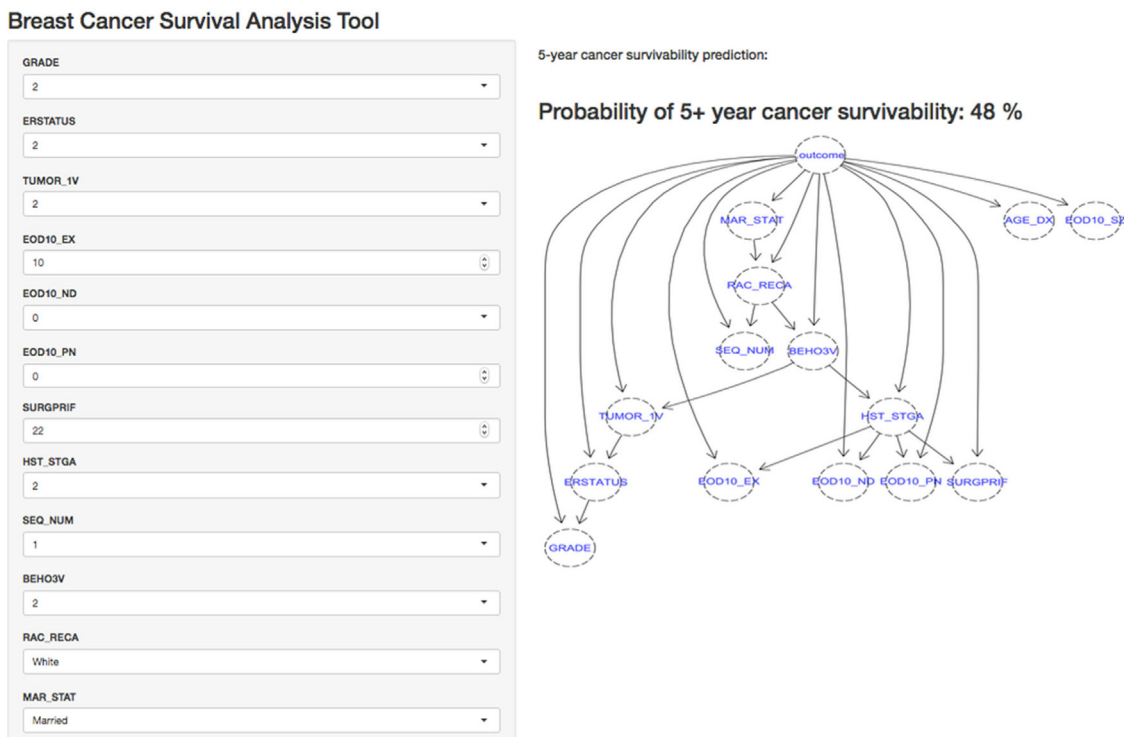 Breast Cancer Survival Analysis Tool
GRADE
2
ERSTATUS
2
TUMOR_1V
2
EOD10_EX
10
EOD10_ND
0
EOD10_PN
0
SURGPRIF
22
HST_STGA
2
SEQ_NUM
1
BEHO3V
2
RAC_RECA
White
MAR_STAT
Married
5-year cancer survivability prediction:
Probability of 5+ year cancer survivability: 48 %
outcome
MAR_STAT
AGE_DX
EOD10_SZ
RAC_RECA
SEQ_NUM
BEHO3V
TUMOR_1V
HST_STGA
ERSTATUS
EOD10_EX
EOD10_ND
EOD10_PN
SURGPRIF
GRADE